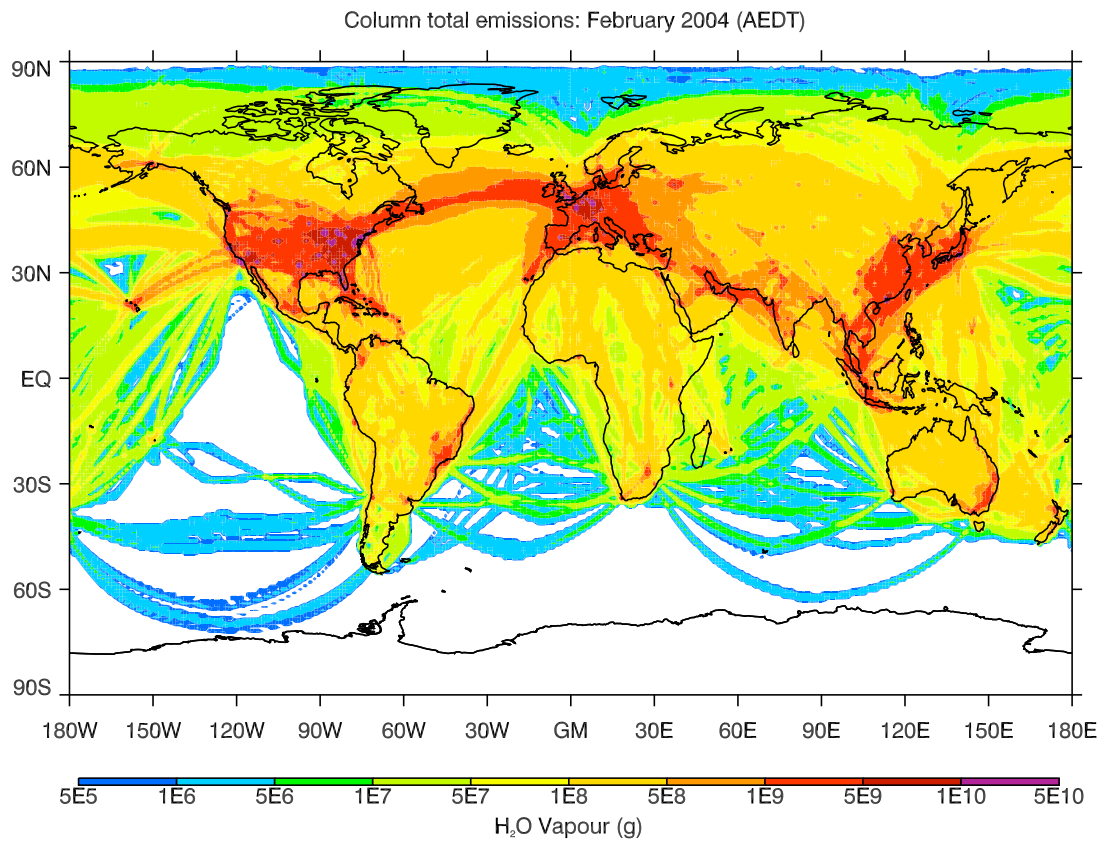 Column total emissions: February 2004 (AEDT)
90N
60N
30N
EQ
30S
60S
90S
180W 150W 120W 90W 60W 30W GM 30E 60E 90E 120E 150E 180E
5E5 1E6 5E6 1E7 5E7 1E8 5E8 1E9 5E9 1E10 5E10
H₂O Vapour (g)